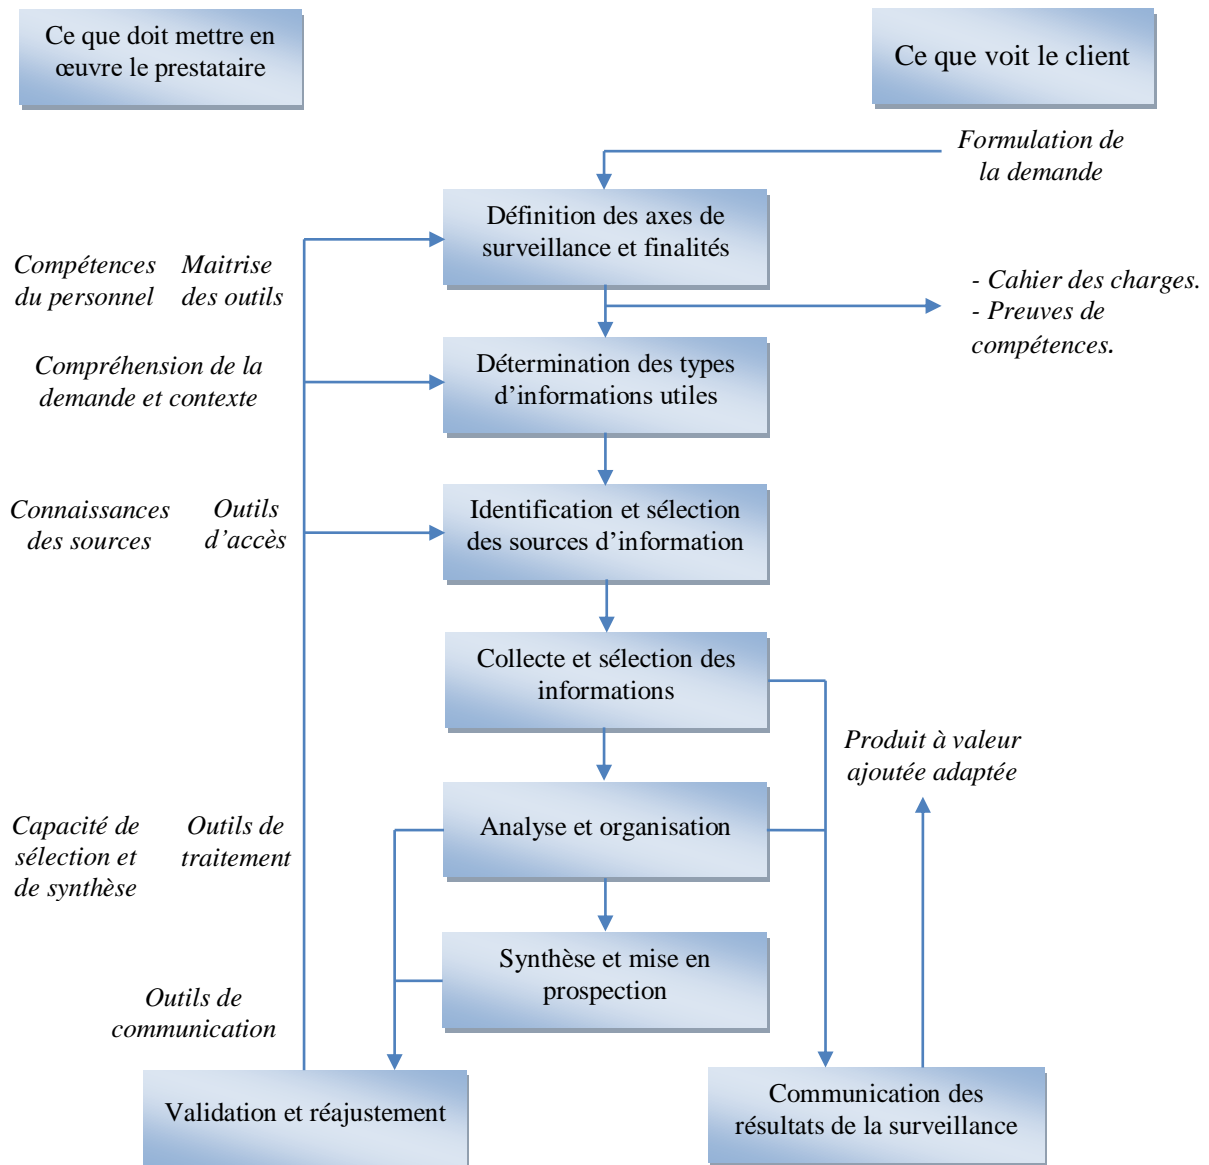 Ce que doit mettre en
œuvre le prestataire
Ce que voit le client
Formulation de
la demande
Définition des axes de
surveillance et finalités
Compétences
du personnel
Maitrise
des outils
- Cahier des charges.
- Preuves de
compétences.
Compréhension de la
demande et contexte
Détermination des types
d’informations utiles
Connaissances
des sources
Outils
d’accès
Identification et sélection
des sources d’information
Collecte et sélection des
informations
Produit à valeur
ajoutée adaptée
Capacité de
sélection et
de synthèse
Outils de
traitement
Analyse et organisation
Synthèse et mise en
prospection
Outils de
communication
Validation et réajustement
Communication des
résultats de la surveillance